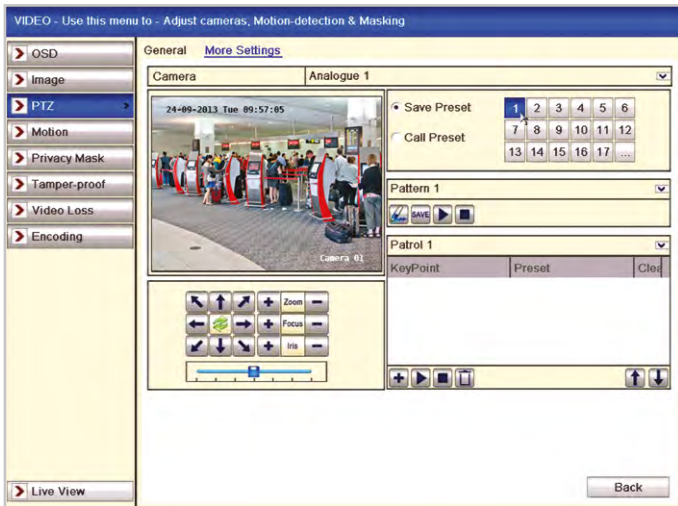 VIDEO - Use this menu to - Adjust cameras, Motion-detection & Masking
OSD
Image
PTZ
Motion
Privacy Mask
Tamper-proof
Video Loss
Encoding
Live View
General More Settings
Camera Analogue 1
24-09-2013 Tue 09:57:05
Camera 01
Zoom
Focus
Iris
Save Preset
Call Preset
1 2 3 4 5 6
7 8 9 10 11 12
13 14 15 16 17 ...
Pattern 1
SAVE
Patrol 1
KeyPoint Preset Clea
Back